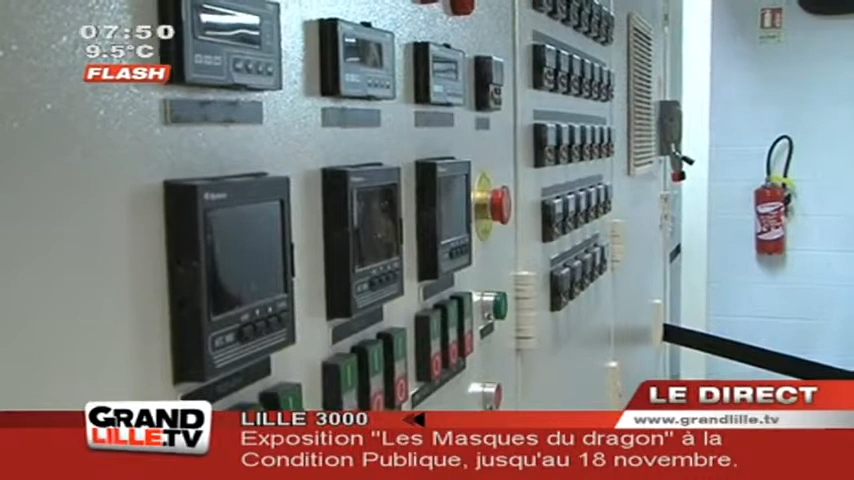 07:50
9.5°C
FLASH
LE DIRECT
www.grandlille.tv
GRAND
LILLE.TV
LILLE 3000
Exposition "Les Masques du dragon" à la
Condition Publique, jusqu'au 18 novembre.